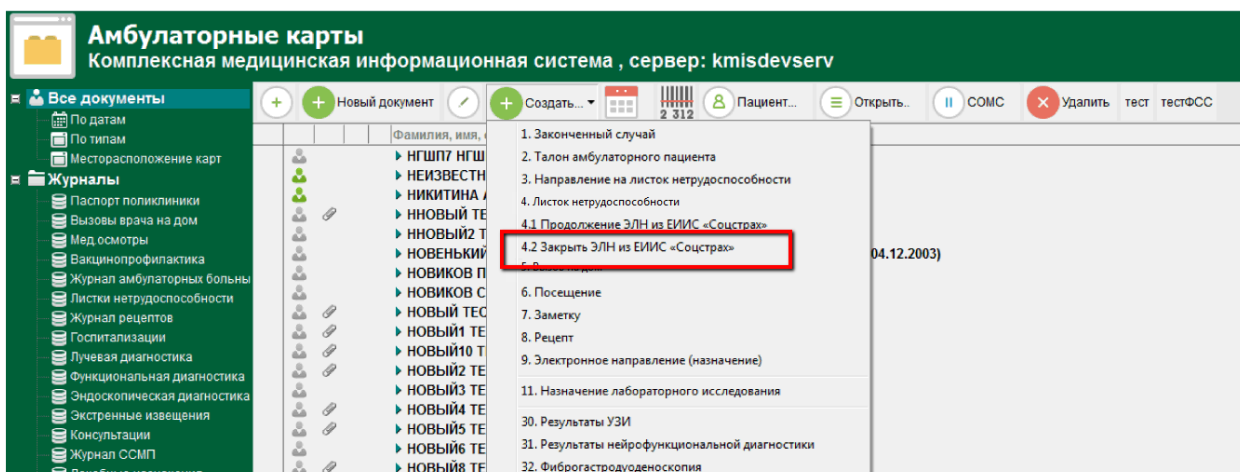 Амбулаторные карты
Комплексная медицинская информационная система , сервер: kmisdevserv
Все документы
По датам
По типам
Месторасположение карт
Журналы
Паспорт поликлиники
Вызовы врача на дом
Мед.осмотры
Вакцинопрофилактика
Журнал амбулаторных больны
Листки нетрудоспособности
Журнал рецептов
Госпитализации
Лучевая диагностика
Функциональная диагностика
Эндоскопическая диагностика
Экстренные извещения
Консультации
Журнал ССМП
Новый документ
Создать...
2 312
Пациент...
Открыть..
СОМС
Удалить
тест
тестФСС
Фамилия, имя,
НГШП7 НГШ
НЕИЗВЕСТН
НИКИТИНА
ННОВЫЙ ТЕ
ННОВЫЙ2 Т
НОВЕНЬКИЙ
04.12.2003)
НОВИКОВ П
НОВИКОВ С
НОВЫЙ ТЕС
НОВЫЙ1 ТЕ
НОВЫЙ10 Т
НОВЫЙ2 ТЕ
НОВЫЙ3 ТЕ
НОВЫЙ4 ТЕ
НОВЫЙ5 ТЕ
НОВЫЙ6 ТЕ
НОВЫЙ8 ТЕ
1. Законченный случай
2. Талон амбулаторного пациента
3. Направление на листок нетрудоспособности
4. Листок нетрудоспособности
4.1 Продолжение ЭЛН из ЕИИС «Соцстрах»
4.2 Закрыть ЭЛН из ЕИИС «Соцстрах»
6. Посещение
7. Заметку
8. Рецепт
9. Электронное направление (назначение)
11. Назначение лабораторного исследования
30. Результаты УЗИ
31. Результаты нейрофункциональной диагностики
32. Фиброгастродуоденоскопия